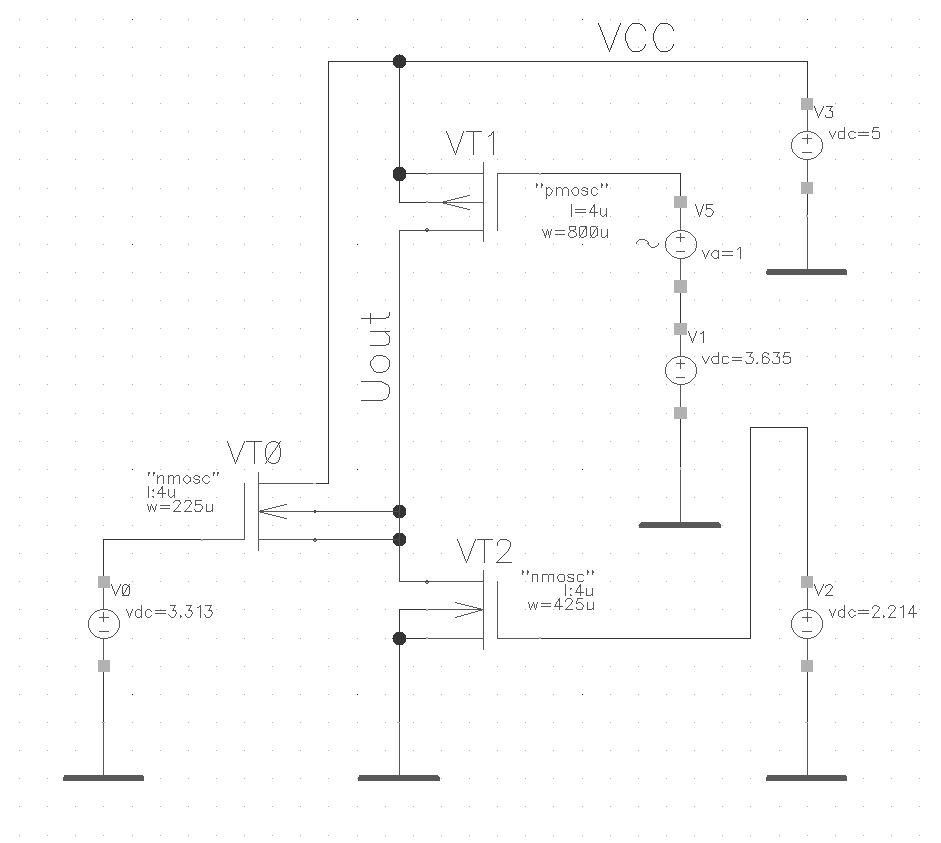 VCC
V3
vdc=5
VT1
"pmosc"
l=4u
w=800u
V5
va=1
V1
vdc=3.635
Uout
VTØ
"nmosc"
l:4u
w=225u
VØ
vdc=3.313
VT2
"nmosc"
l:4u
w=425u
V2
vdc=2.214